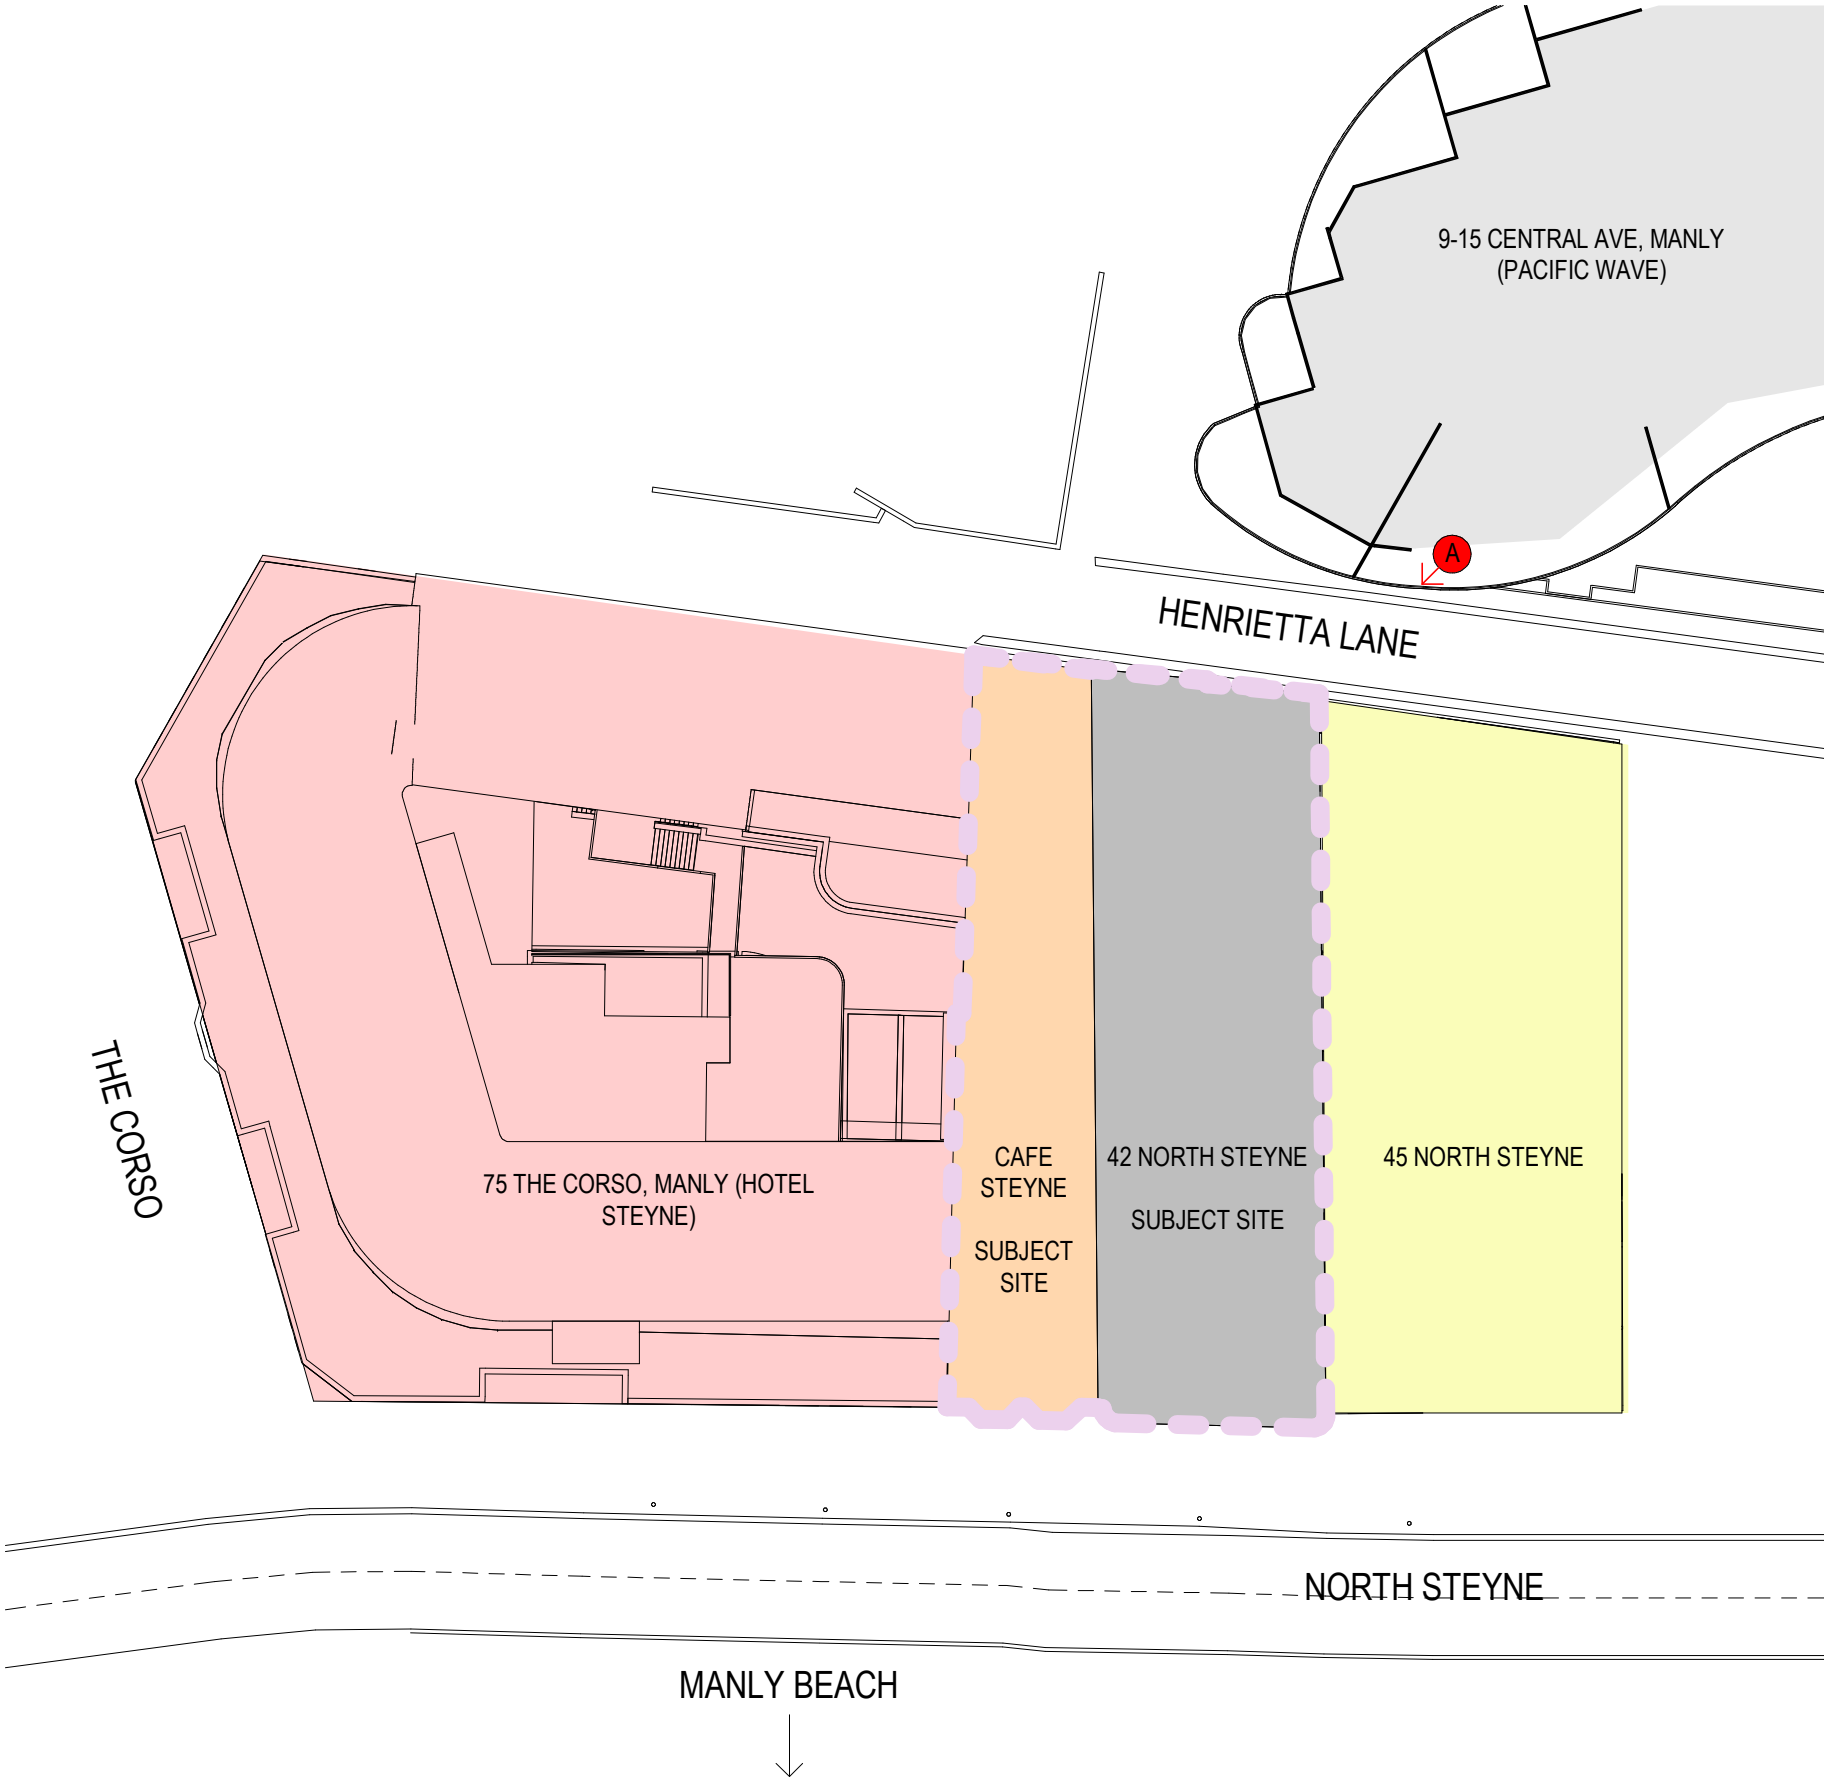 9-15 CENTRAL AVE, MANLY
(PACIFIC WAVE)
A
HENRIETTA LANE
THE CORSO
75 THE CORSO, MANLY (HOTEL
STEYNE)
CAFE
STEYNE
SUBJECT
SITE
42 NORTH STEYNE
SUBJECT SITE
45 NORTH STEYNE
NORTH STEYNE
MANLY BEACH